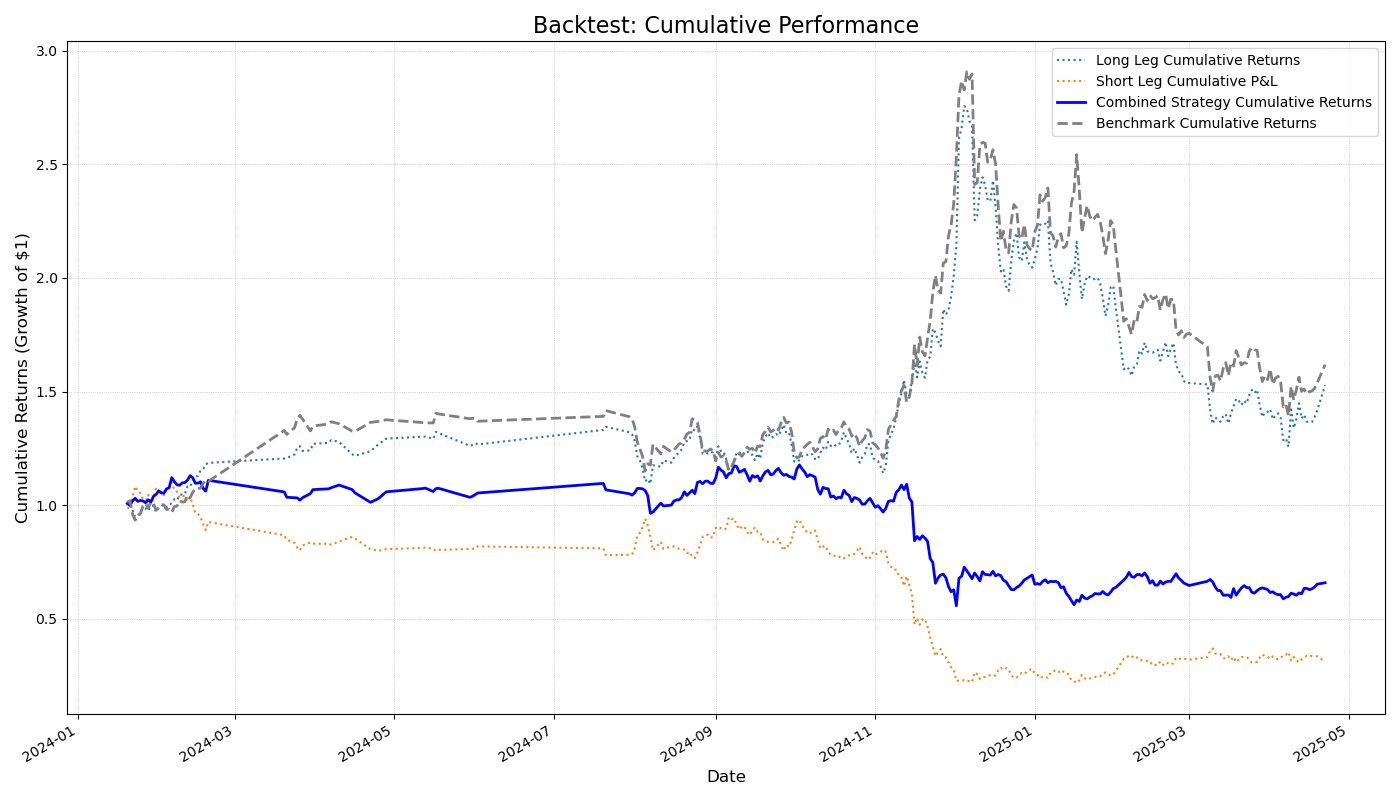 Backtest: Cumulative Performance
Long Leg Cumulative Returns
Short Leg Cumulative P&L
Combined Strategy Cumulative Returns
Benchmark Cumulative Returns
Cumulative Returns (Growth of $1)
3.0
2.5
2.0
1.5
1.0
0.5
2024-01
2024-03
2024-05
2024-07
2024-09
2024-11
2025-01
2025-03
2025-05
Date